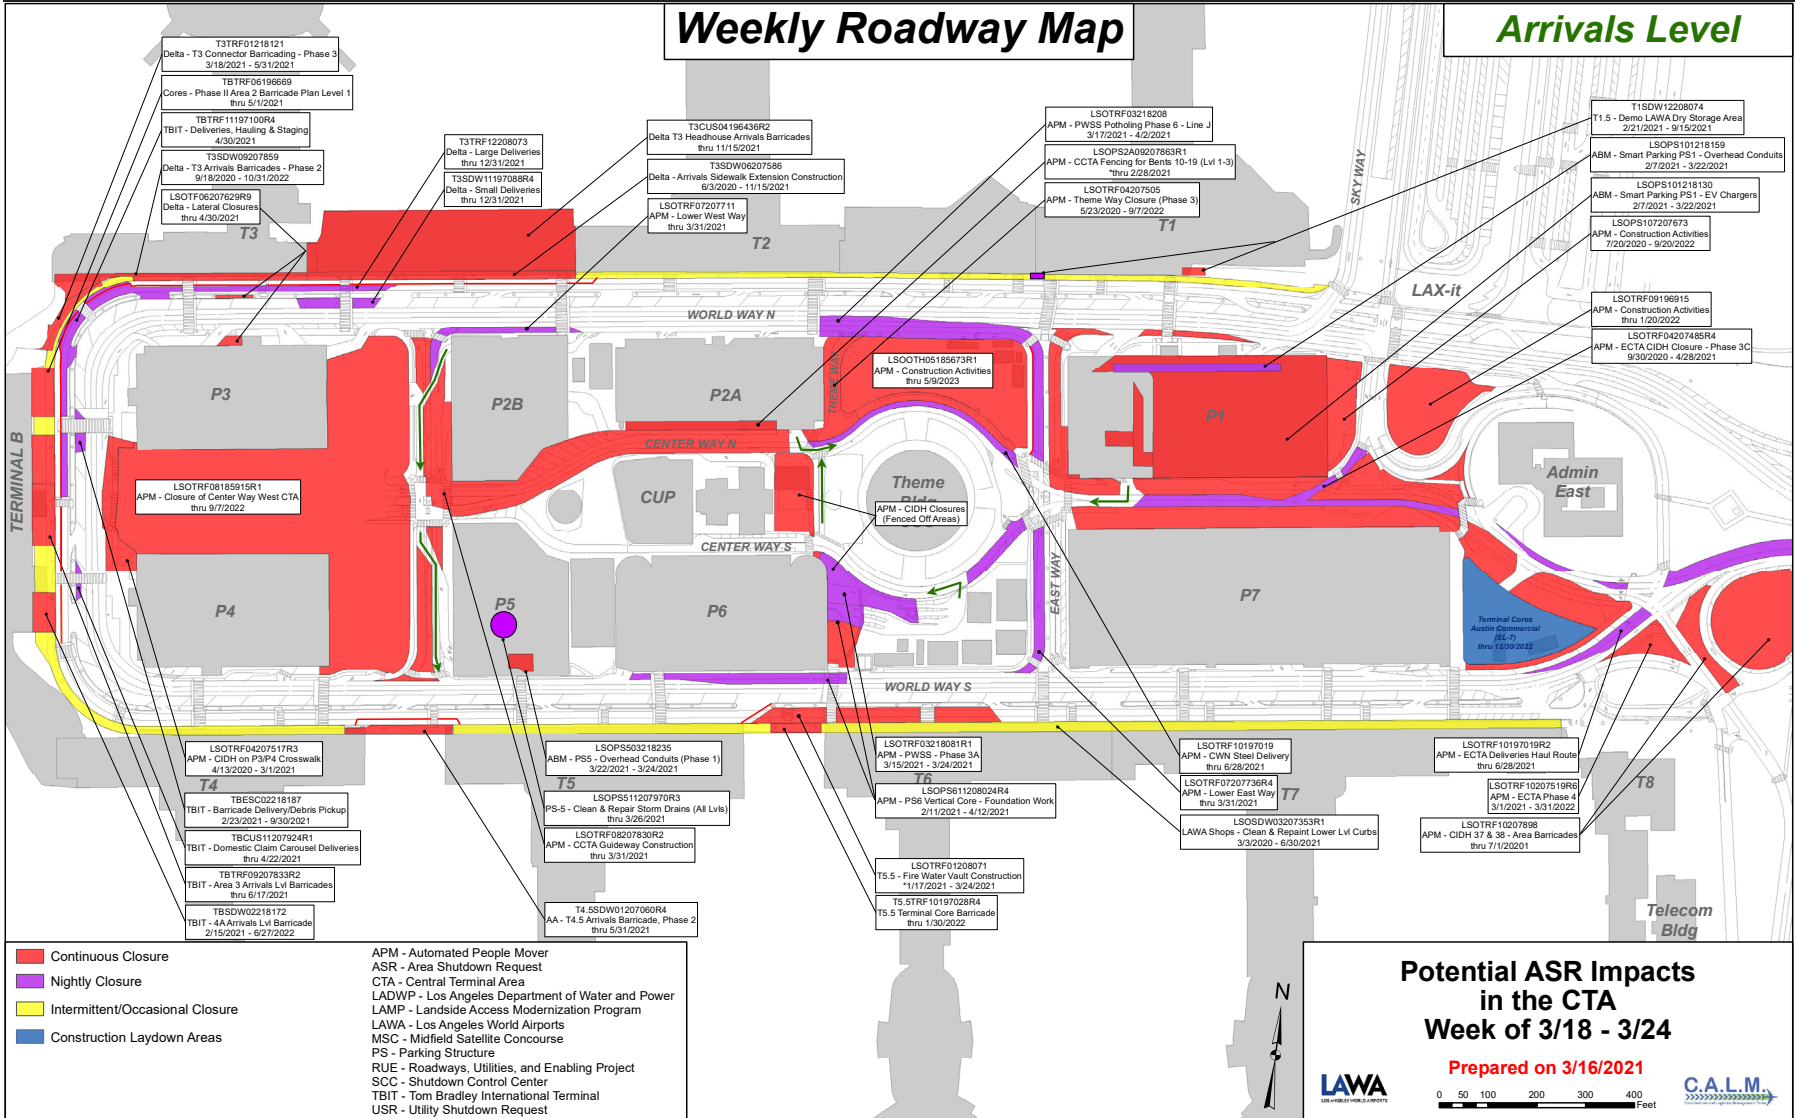 Weekly Roadway Map
Arrivals Level
T3TRF01218121
Delta - T3 Connector Barricading - Phase 3
3/18/2021 - 5/31/2021
TBTRF06196669
Cores - Phase II Area 2 Barricade Plan Level 1
thru 5/1/2021
TBTRF11197100R4
TBIT - Deliveries, Hauling & Staging
4/30/2021
T3SDW09207859
Delta - T3 Arrivals Barricades - Phase 2
9/18/2020 - 10/31/2022
LSOTF06207629R9
Delta - Lateral Closures
thru 4/30/2021
T3TRF12208073
Delta - Large Deliveries
thru 12/31/2021
T3SDW11197088R4
Delta - Small Deliveries
thru 12/31/2021
T3CUS04196436R2
Delta T3 Headhouse Arrivals Barricades
thru 11/15/2021
T3SDW06207586
Delta - Arrivals Sidewalk Extension Construction
6/3/2020 - 11/15/2021
LSOTRF07207711
APM - Lower West Way
thru 3/31/2021
LSOTRF03218208
APM - PWSS Potholing Phase 6 - Line J
3/17/2021 - 4/2/2021
LSOPS2A09207863R1
APM - CCTA Fencing for Bents 10-19 (Lvl 1-3)
*thru 2/28/2021
LSOTRF04207505
APM - Theme Way Closure (Phase 3)
5/23/2020 - 9/7/2022
T1SDW12208074
T1.5 - Demo LAWA Dry Storage Area
2/21/2021 - 9/15/2021
LSOPS101218159
ABM - Smart Parking PS1 - Overhead Conduits
2/7/2021 - 3/22/2021
LSOPS101218130
ABM - Smart Parking PS1 - EV Chargers
2/7/2021 - 3/22/2021
LSOPS107207673
APM - Construction Activities
7/20/2020 - 9/20/2022
LSOTRF09196915
APM - Construction Activities
thru 1/20/2022
LSOTRF04207485R4
APM - ECTA CIDH Closure - Phase 3C
9/30/2020 - 4/28/2021
SKY WAY
T3
T2
T1
LAX-it
WORLD WAY N
P3
P2B
P2A
THEME WAY
LSOOTH05185673R1
APM - Construction Activities
thru 5/9/2023
P1
CENTER WAY N
TERMINAL B
LSOTRF08185915R1
APM - Closure of Center Way West CTA
thru 9/7/2022
CUP
Theme
APM - CIDH Closures
(Fenced Off Areas)
Admin
East
CENTER WAY S
EAST WAY
P4
P5
P6
P7
Terminal Cores
Austin Commercial
(SL-7)
thru 12/30/2022
WORLD WAY S
LSOTRF04207517R3
APM - CIDH on P3/P4 Crosswalk
4/13/2020 - 3/1/2021
T4
TBESC02218187
TBIT - Barricade Delivery/Debris Pickup
2/23/2021 - 9/30/2021
TBCUS11207924R1
TBIT - Domestic Claim Carousel Deliveries
thru 4/22/2021
TBTRF09207833R2
TBIT - Area 3 Arrivals Lvl Barricades
thru 6/17/2021
TBSDW02218172
TBIT - 4A Arrivals Lvl Barricade
2/15/2021 - 6/27/2022
LSOPS503218235
ABM - PS5 - Overhead Conduits (Phase 1)
3/22/2021 - 3/24/2021
T5
LSOPS511207970R3
PS-5 - Clean & Repair Storm Drains (All Lvls)
thru 3/26/2021
LSOTRF08207830R2
APM - CCTA Guideway Construction
thru 3/31/2021
T4.5SDW01207060R4
AA - T4.5 Arrivals Barricade, Phase 2
thru 5/31/2021
LSOTRF03218081R1
APM - PWSS - Phase 3A
3/15/2021 - 3/24/2021
T6
LSOPS611208024R4
APM - PS6 Vertical Core - Foundation Work
2/11/2021 - 4/12/2021
LSOTRF01208071
T5.5 - Fire Water Vault Construction
*1/17/2021 - 3/24/2021
T5.5TRF10197028R4
T5.5 Terminal Core Barricade
thru 1/30/2022
LSOTRF10197019
APM - CWN Steel Delivery
thru 6/28/2021
LSOTRF07207736R4
APM - Lower East Way
thru 3/31/2021
T7
LSOSDW03207353R1
LAWA Shops - Clean & Repaint Lower Lvl Curbs
3/3/2020 - 6/30/2021
LSOTRF10197019R2
APM - ECTA Deliveries Haul Route
thru 6/28/2021
LSOTRF10207519R6
APM - ECTA Phase 4
3/1/2021 - 3/31/2022
LSOTRF10207898
APM - CIDH 37 & 38 - Area Barricades
thru 7/1/20201
T8
Telecom
Bldg
Continuous Closure
Nightly Closure
Intermittent/Occasional Closure
Construction Laydown Areas
APM - Automated People Mover
ASR - Area Shutdown Request
CTA - Central Terminal Area
LADWP - Los Angeles Department of Water and Power
LAMP - Landside Access Modernization Program
LAWA - Los Angeles World Airports
MSC - Midfield Satellite Concourse
PS - Parking Structure
RUE - Roadways, Utilities, and Enabling Project
SCC - Shutdown Control Center
TBIT - Tom Bradley International Terminal
USR - Utility Shutdown Request
N
Potential ASR Impacts
in the CTA
Week of 3/18 - 3/24
Prepared on 3/16/2021
LAWA
LOS ANGELES WORLD AIRPORTS
0 50 100 200 300 400
Feet
C.A.L.M.